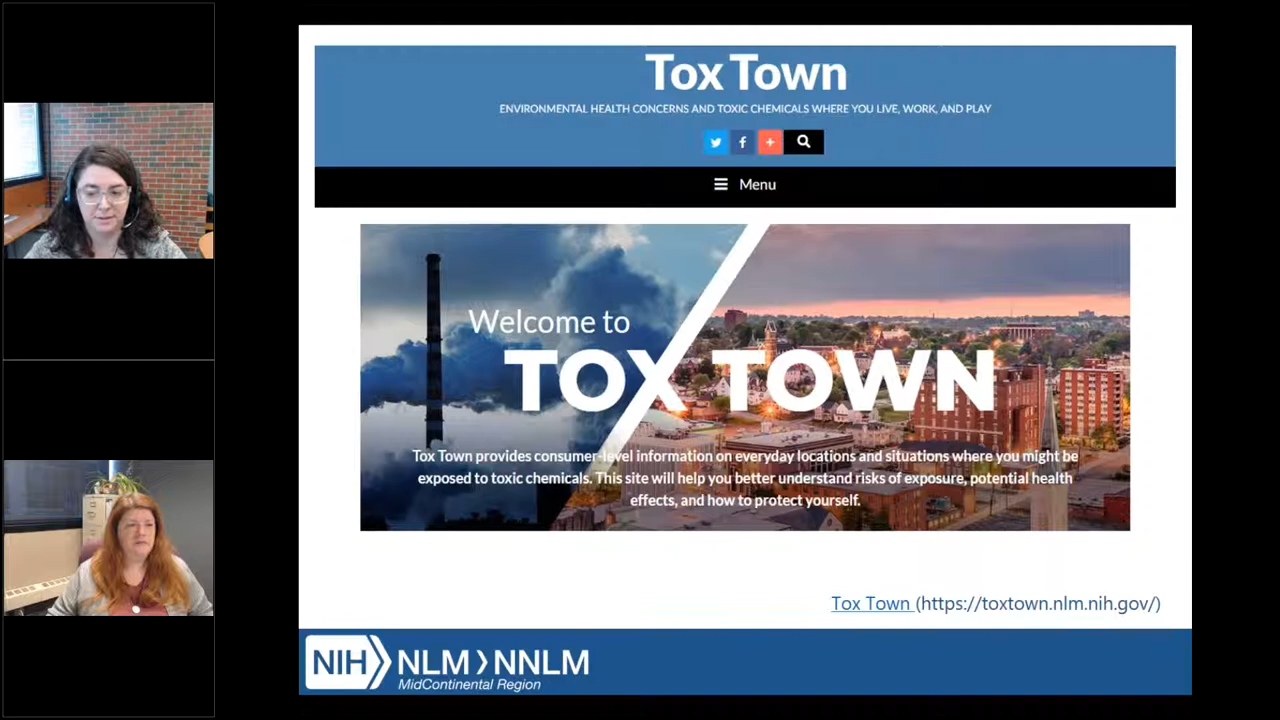 Tox Town
ENVIRONMENTAL HEALTH CONCERNS AND TOXIC CHEMICALS WHERE YOU LIVE, WORK, AND PLAY
Menu
Welcome to
TOX TOWN
Tox Town provides consumer-level information on everyday locations and situations where you might be
exposed to toxic chemicals. This site will help you better understand risks of exposure, potential health
effects, and how to protect yourself.
Tox Town (https://toxtown.nlm.nih.gov/)
NIH NLM NNLM
MidContinental Region